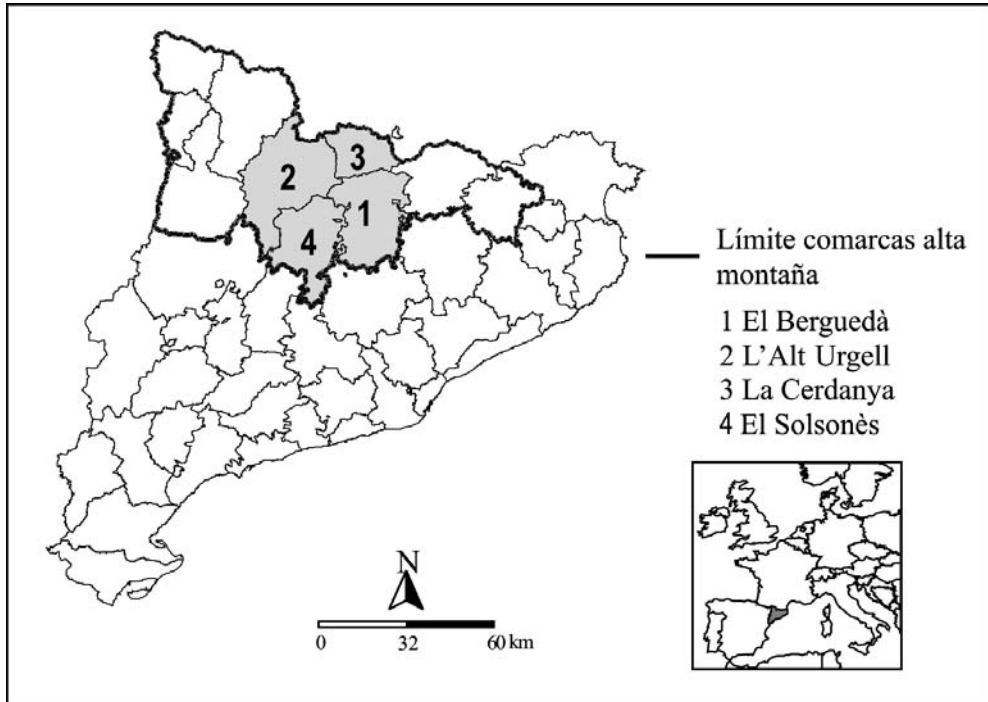 3
2
1
4
Límite comarcas alta
montaña
1 El Berguedà
2 L'Alt Urgell
3 La Cerdanya
4 El Solsonès
N
0 32 60 km